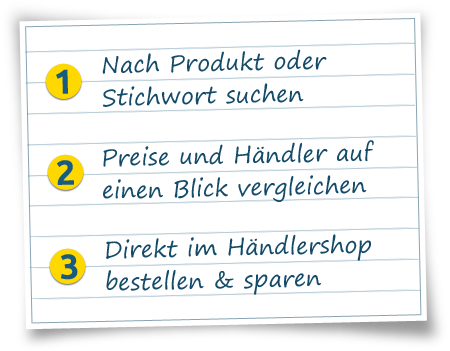 1 Nach Produkt oder
Stichwort suchen
2 Preise und Händler auf
einen Blick vergleichen
3 Direkt im Händlershop
bestellen & sparen